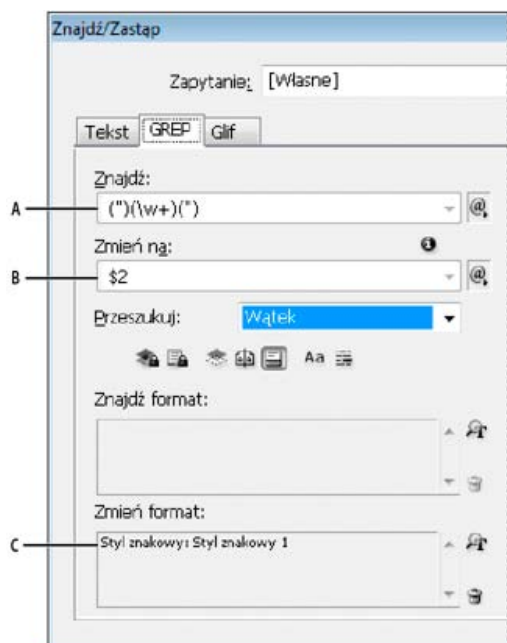 Znajdź/Zastąp
Zapytanie: [Własne]
Tekst GREP Glif
Znajdź:
A (")(\w+)(")
Zmień na:
B $2
Przeszukuj: Wątek
Aa
Znajdź format:
Zmień format:
C Styl znakowy: Styl znakowy 1